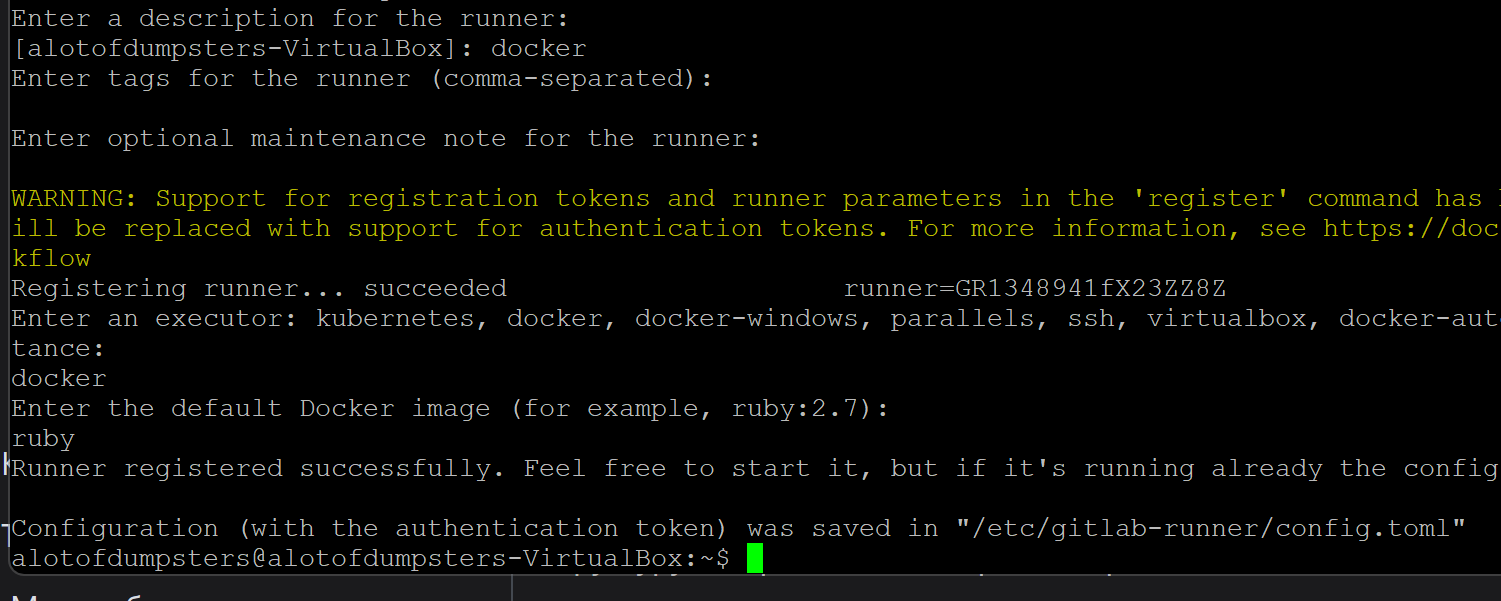 Enter a description for the runner:
[alotofdumpsters-VirtualBox]: docker
Enter tags for the runner (comma-separated):
Enter optional maintenance note for the runner:
WARNING: Support for registration tokens and runner parameters in the 'register' command has
ill be replaced with support for authentication tokens. For more information, see https://doc
kflow
Registering runner... succeeded runner=GR1348941fX23ZZ8Z
Enter an executor: kubernetes, docker, docker-windows, parallels, ssh, virtualbox, docker-aut
tance:
docker
Enter the default Docker image (for example, ruby:2.7):
ruby
Runner registered successfully. Feel free to start it, but if it's running already the config
Configuration (with the authentication token) was saved in "/etc/gitlab-runner/config.toml"
alotofdumpsters@alotofdumpsters-VirtualBox:~$